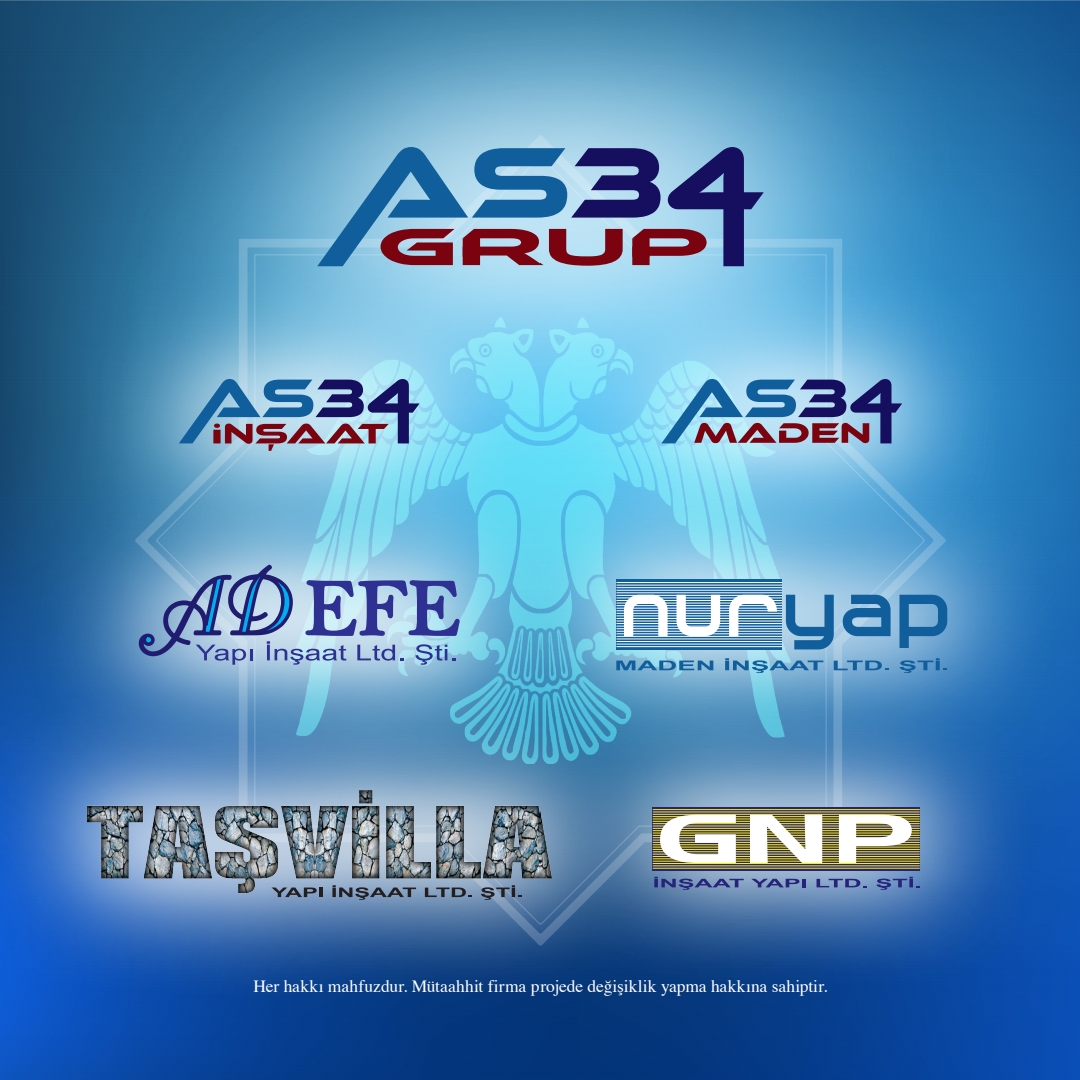 AS34
GRUP
AS34
İNŞAAT
AS34
MADEN
AD EFE
Yapı İnşaat Ltd. Şti.
nuryap
MADEN İNŞAAT LTD. ŞTİ.
TAŞVİLLA
YAPI İNŞAAT LTD. ŞTİ.
GNP
İNŞAAT YAPI LTD. ŞTİ.
Her hakkı mahfuzdur. Mütaahhit firma projede değişiklik yapma hakkına sahiptir.